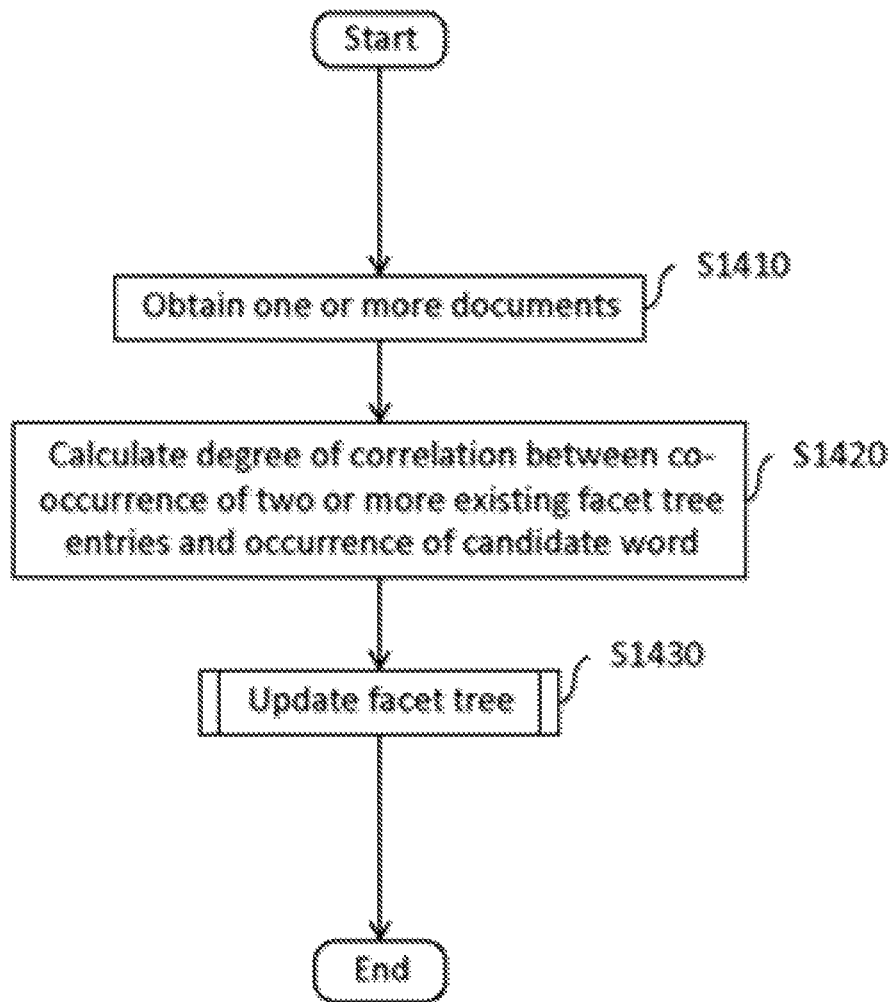 Start
S1410
Obtain one or more documents
Calculate degree of correlation between co-
S1420
occurrence of two or more existing facet tree
entries and occurrence of candidate word
S1430
Update facet tree
End